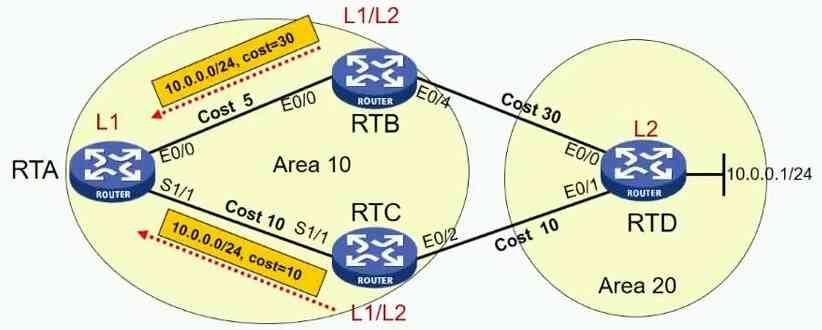 L1/L2
10.0.0.0/24, cost=30
Cost 5
E0/0
ROUTER
E0/4
RTB
Cost 30
L1
RTA
E0/0
ROUTER
S1/1
Area 10
L2
E0/0
E0/1
ROUTER
10.0.0.1/24
RTD
Cost 10
S1/1
RTC
10.0.0.0/24, cost=10
ROUTER
E0/2
Cost 10
L1/L2
Area 20